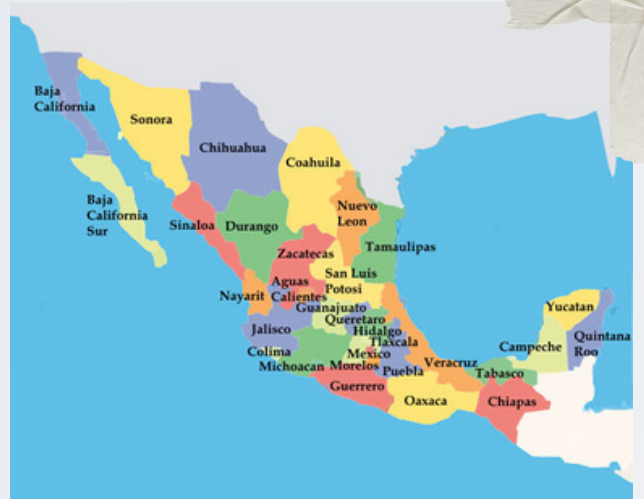 Baja
California
Sonora
Chihuahua
Coahuila
Baja
California
Sur
Sinaloa
Durango
Nuevo
Leon
Tamaulipas
Zacatecas
San Luis
Potosi
Nayarit
Aguas
Calientes
Guanajuato
Queretaro
Hidalgo
Tlaxcala
Jalisco
Colima
Michoacan
Mexico
Morelos
Puebla
Guerrero
Veracruz
Oaxaca
Tabasco
Chiapas
Campeche
Yucatan
Quintana
Roo